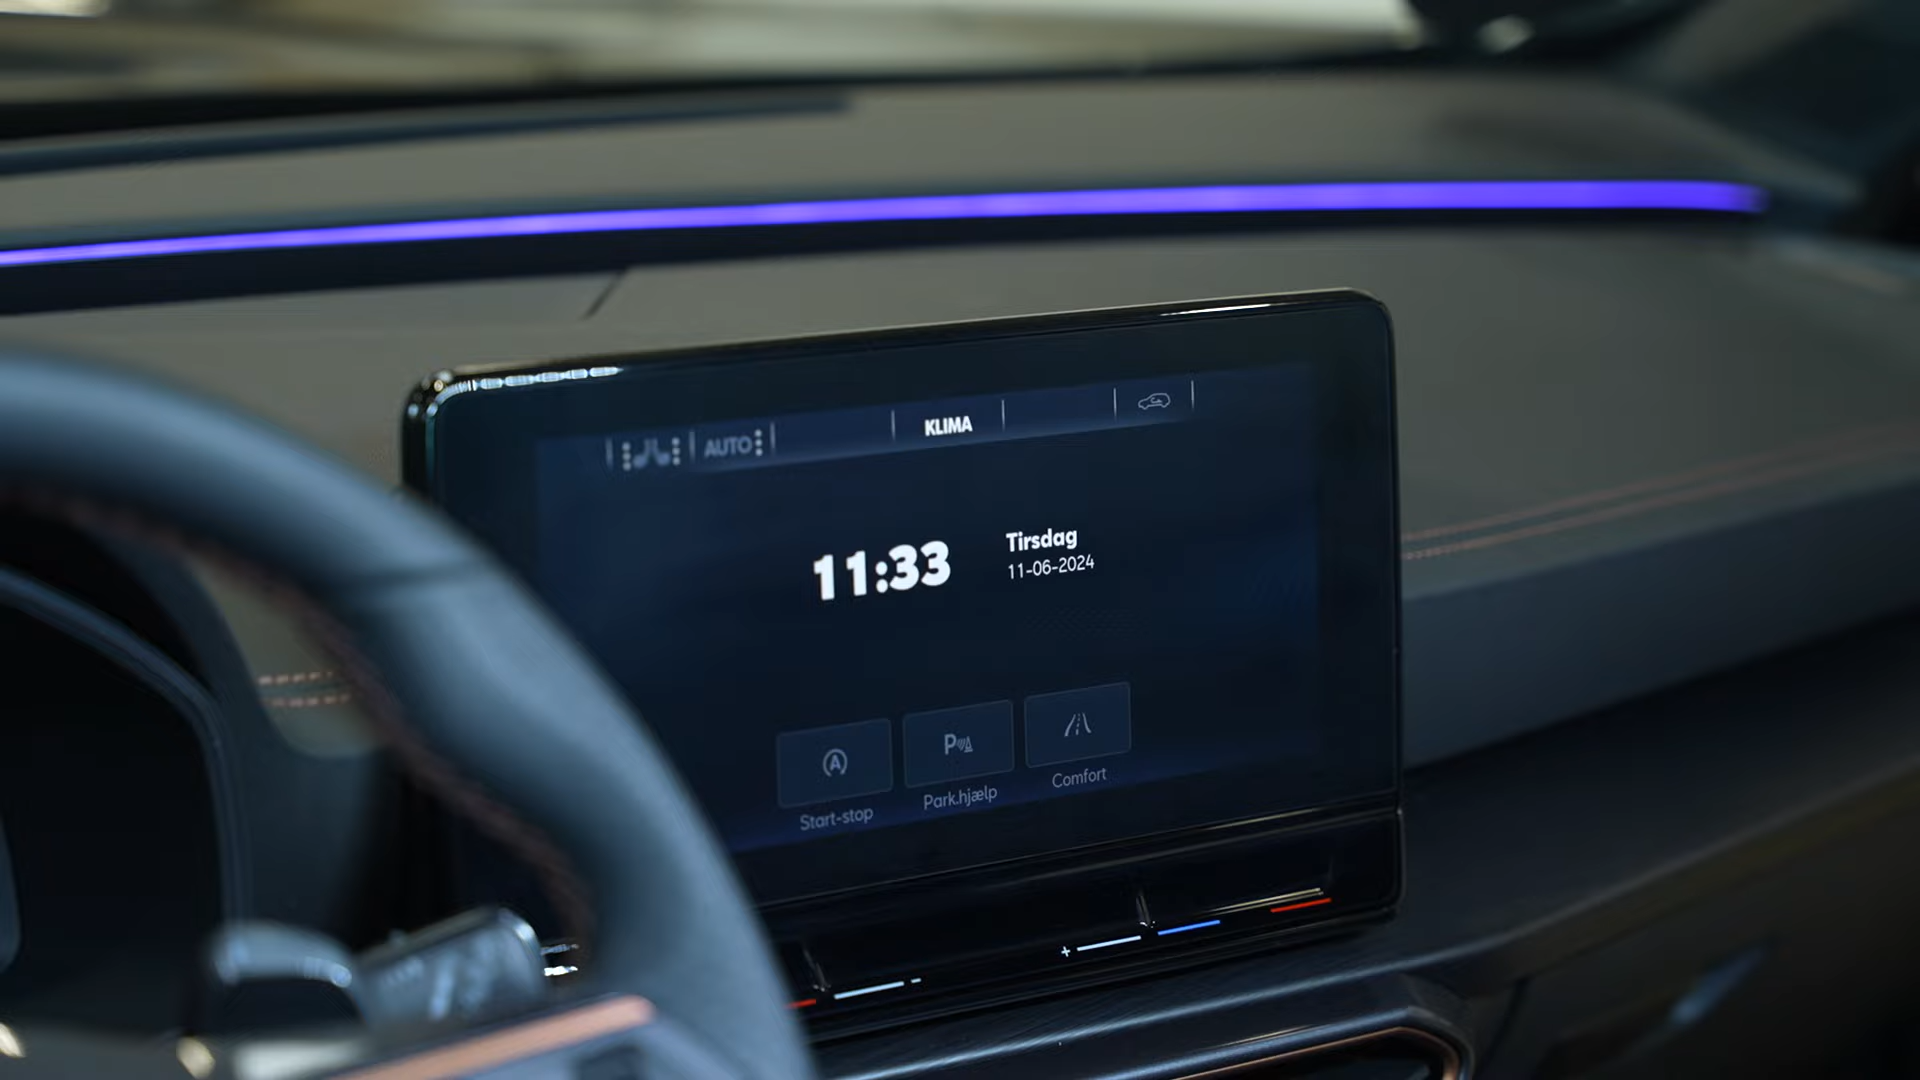 AUTO
KLIMA
11:33
Tirsdag
11-06-2024
A
P
Start-stop
Park.hjælp
Comfort
+
-